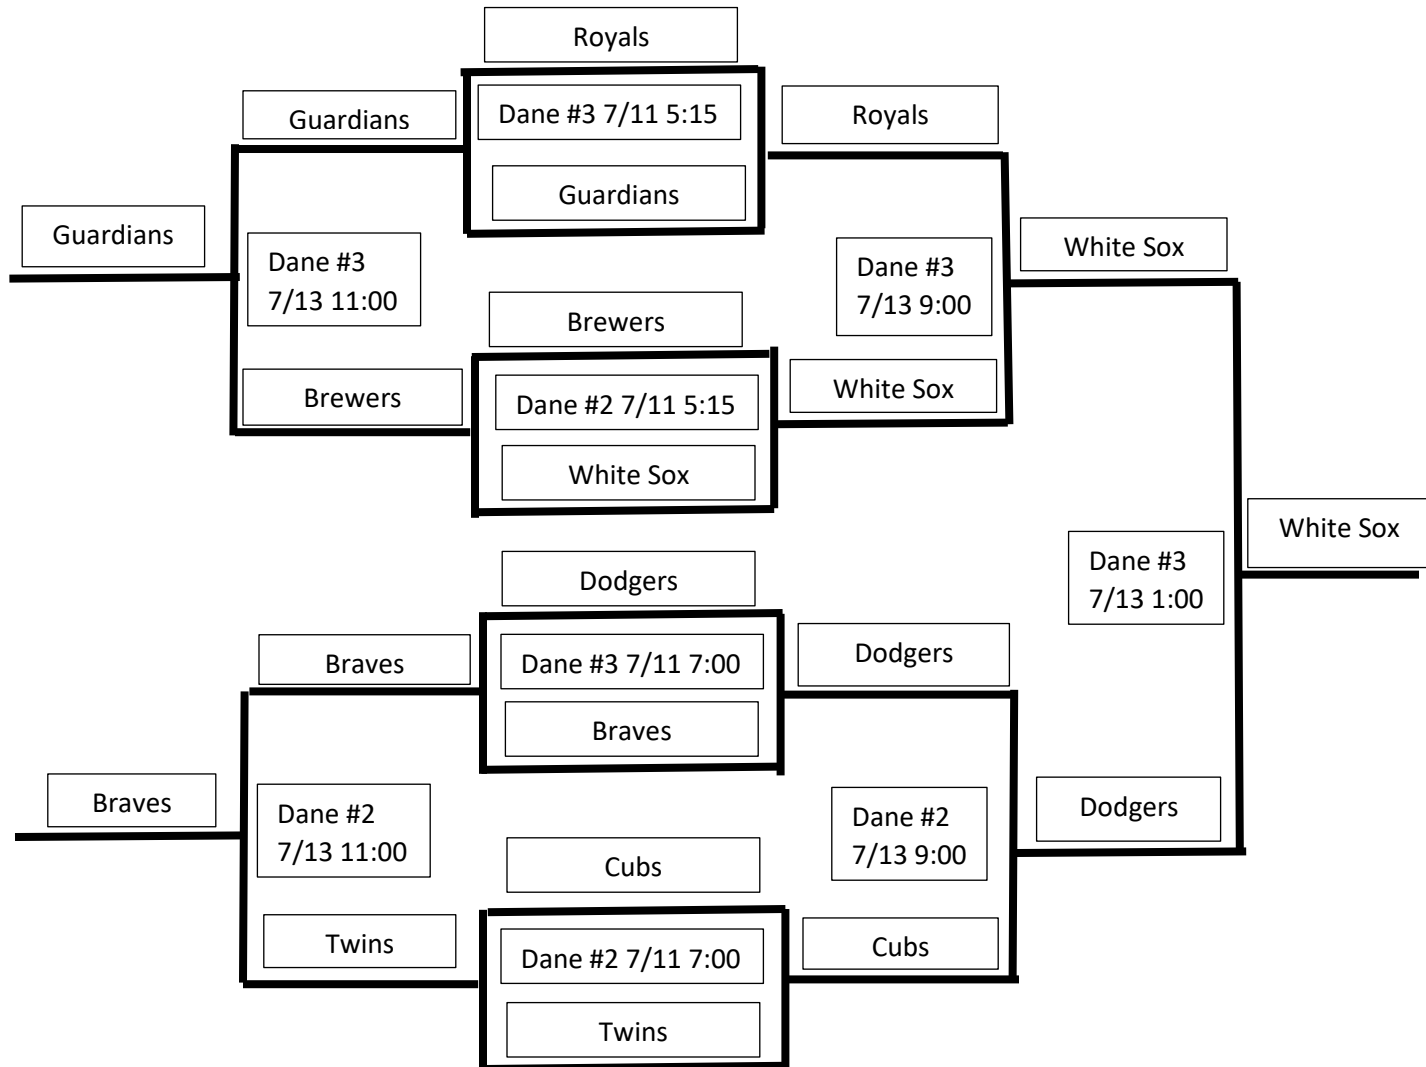 Royals
Guardians
Dane #3 7/11 5:15
Royals
Guardians
Guardians
White Sox
Dane #3
7/13 11:00
Dane #3
7/13 9:00
Brewers
Brewers
Dane #2 7/11 5:15
White Sox
White Sox
White Sox
Dodgers
Dane #3
7/13 1:00
Braves
Dane #3 7/11 7:00
Dodgers
Braves
Braves
Dane #2
7/13 11:00
Dane #2
7/13 9:00
Dodgers
Cubs
Twins
Dane #2 7/11 7:00
Cubs
Twins